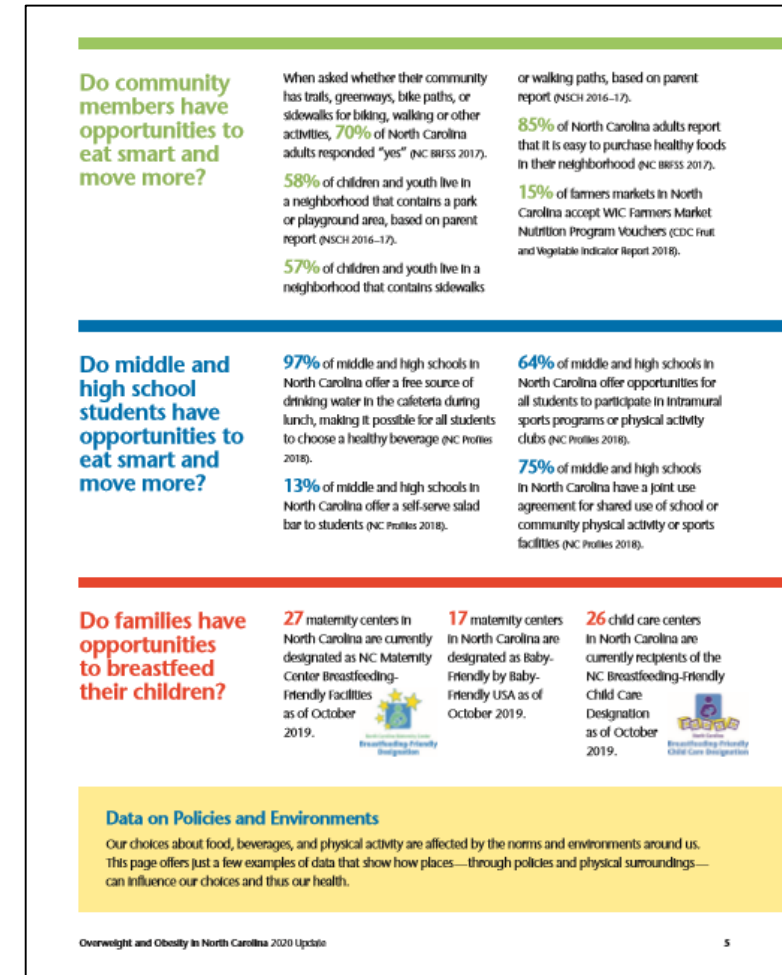 Do community
members have
opportunities to
eat smart and
move more?
When asked whether their community
has trails, greenways, bike paths, or
sidewalks for biking, walking or other
activities, 70% of North Carolina
adults responded "yes" (NC BRFSS 2017).
58% of children and youth live in
a neighborhood that contains a park
or playground area, based on parent
report (NSCH 2016–17).
57% of children and youth live in a
neighborhood that contains sidewalks
or walking paths, based on parent
report (NSCH 2016–17).
85% of North Carolina adults report
that it is easy to purchase healthy foods
in their neighborhood (NC BRFSS 2017).
15% of farmers markets in North
Carolina accept WIC Farmers Market
Nutrition Program Vouchers (CDC Fruit
and Vegetable Indicator Report 2018).
Do middle and
high school
students have
opportunities to
eat smart and
move more?
97% of middle and high schools in
North Carolina offer a free source of
drinking water in the cafeteria during
lunch, making it possible for all students
to choose a healthy beverage (NC Profiles
2018).
13% of middle and high schools in
North Carolina offer a self-serve salad
bar to students (NC Profiles 2018).
64% of middle and high schools in
North Carolina offer opportunities for
all students to participate in intramural
sports programs or physical activity
clubs (NC Profiles 2018).
75% of middle and high schools
in North Carolina have a joint use
agreement for shared use of school or
community physical activity or sports
facilities (NC Profiles 2018).
Do families have
opportunities
to breastfeed
their children?
27 maternity centers in
North Carolina are currently
designated as NC Maternity
Center Breastfeeding-
Friendly Facilities
as of October
2019.
North Carolina Maternity Center
Breastfeeding-Friendly
Designation
17 maternity centers
in North Carolina are
designated as Baby-
Friendly by Baby-
Friendly USA as of
October 2019.
26 child care centers
in North Carolina are
currently recipients of the
NC Breastfeeding-Friendly
Child Care
Designation
as of October
2019.
North Carolina
Breastfeeding-Friendly
Child Care Designation
Data on Policies and Environments
Our choices about food, beverages, and physical activity are affected by the norms and environments around us.
This page offers just a few examples of data that show how places—through policies and physical surroundings—
can influence our choices and thus our health.
Overweight and Obesity in North Carolina 2020 Update
5